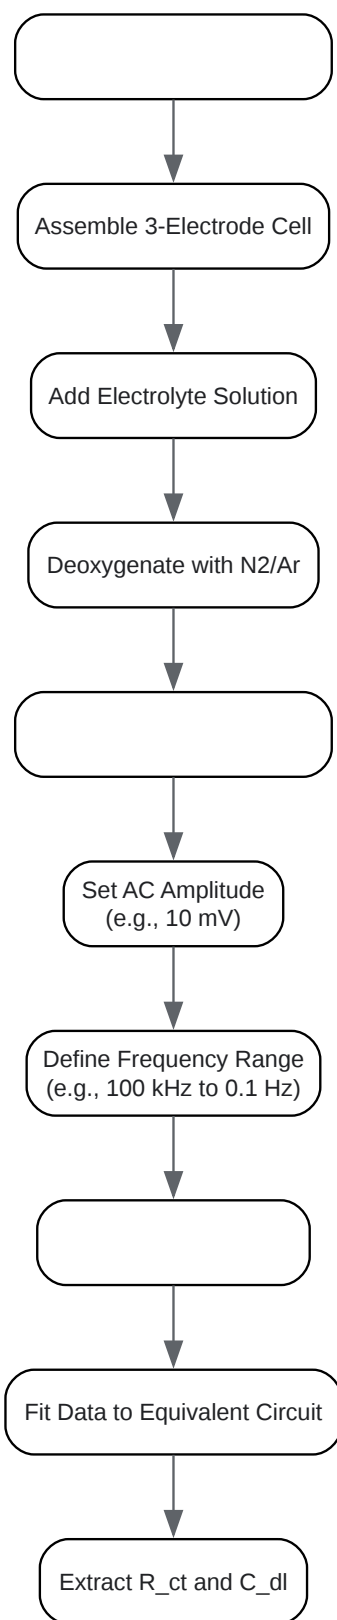 Assemble 3-Electrode Cell
Add Electrolyte Solution
Deoxygenate with N2/Ar
Set AC Amplitude
(e.g., 10 mV)
Define Frequency Range
(e.g., 100 kHz to 0.1 Hz)
Fit Data to Equivalent Circuit
Extract R_ct and C_dl